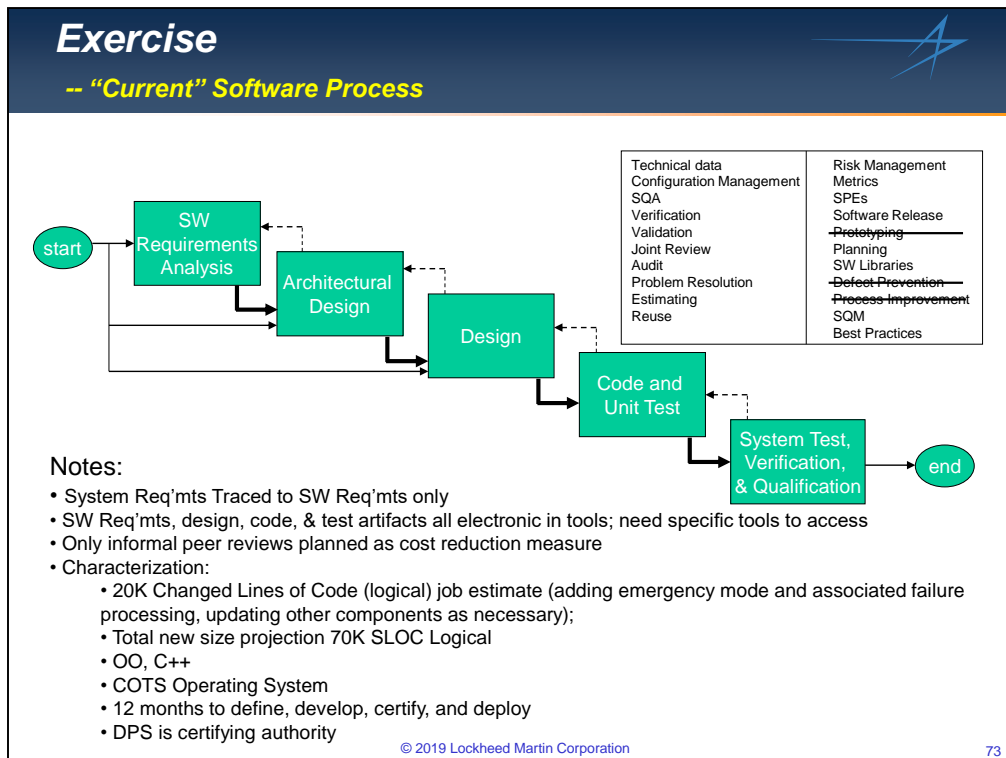 Exercise
-- “Current” Software Process
start
SW
Requirements
Analysis
Architectural
Design
Design
Code and
Unit Test
System Test,
Verification,
& Qualification
end
Technical data
Configuration Management
SQA
Verification
Validation
Joint Review
Audit
Problem Resolution
Estimating
Reuse
Risk Management
Metrics
SPEs
Software Release
Prototyping
Planning
SW Libraries
Defect Prevention
Process Improvement
SQM
Best Practices
Notes:
• System Req’mts Traced to SW Req’mts only
• SW Req’mts, design, code, & test artifacts all electronic in tools; need specific tools to access
• Only informal peer reviews planned as cost reduction measure
• Characterization:
• 20K Changed Lines of Code (logical) job estimate (adding emergency mode and associated failure
processing, updating other components as necessary);
• Total new size projection 70K SLOC Logical
• OO, C++
• COTS Operating System
• 12 months to define, develop, certify, and deploy
• DPS is certifying authority
© 2019 Lockheed Martin Corporation
73